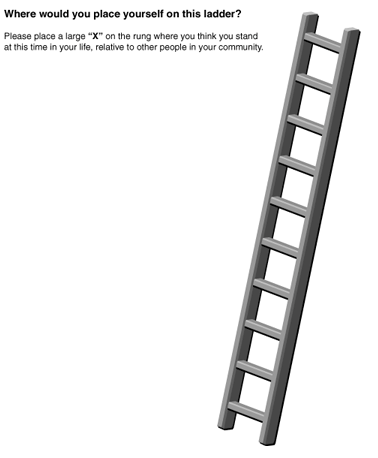 Where would you place yourself on this ladder?
Please place a large “X” on the rung where you think you stand
at this time in your life, relative to other people in your community.